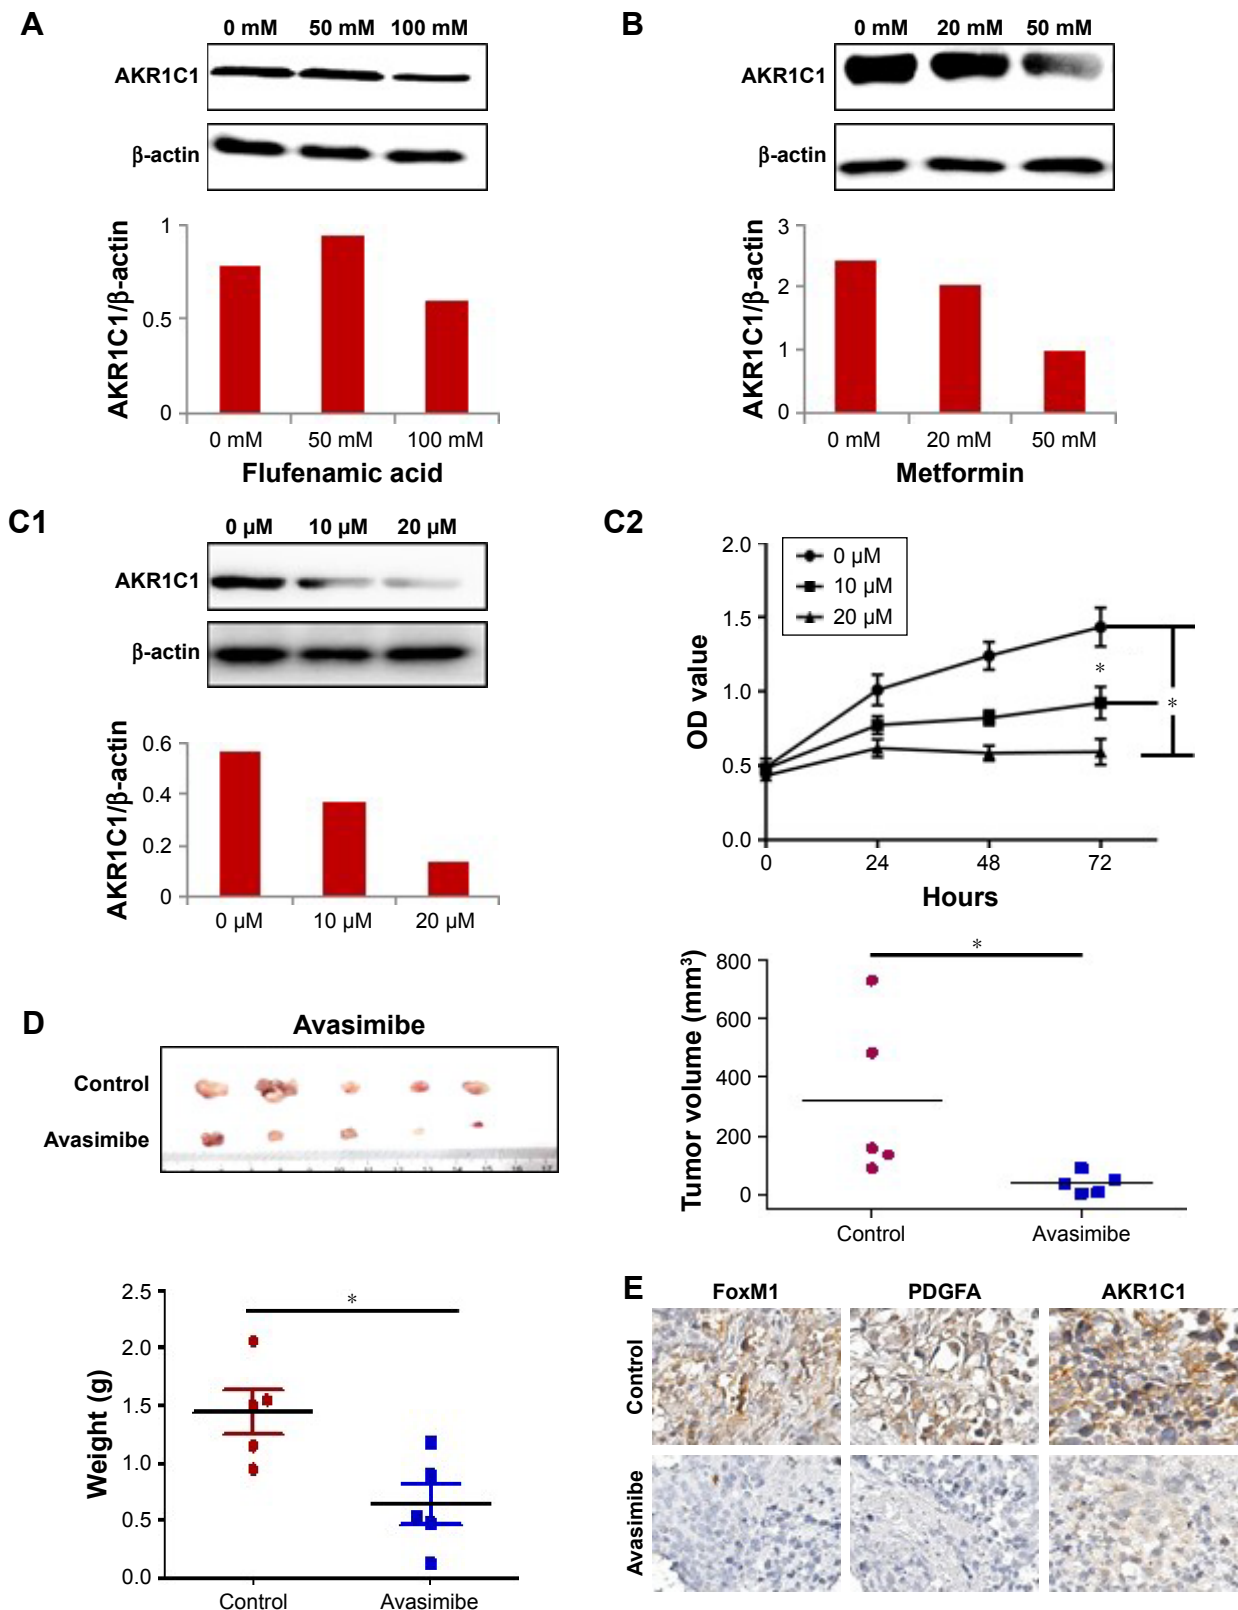 A
0 mM 50 mM 100 mM
AKR1C1
β-actin
AKR1C1/β-actin
1
0.5
0
0 mM 50 mM 100 mM
Flufenamic acid
B
0 mM 20 mM 50 mM
AKR1C1
β-actin
AKR1C1/β-actin
3
2
1
0
0 mM 20 mM 50 mM
Metformin
C1
0 µM 10 µM 20 µM
AKR1C1
β-actin
AKR1C1/β-actin
0.6
0.4
0.2
0
0 µM 10 µM 20 µM
C2
0 µM
10 µM
20 µM
OD value
2.0
1.5
1.0
0.5
0.0
*
*
0 24 48 72
Hours
D
Avasimibe
Control
Avasimibe
15 16 17
Tumor volume (mm³)
800
600
400
200
0
*
Control Avasimibe
Weight (g)
2.5
2.0
1.5
1.0
0.5
0.0
*
Control Avasimibe
E
FoxM1 PDGFA AKR1C1
Control
Avasimibe